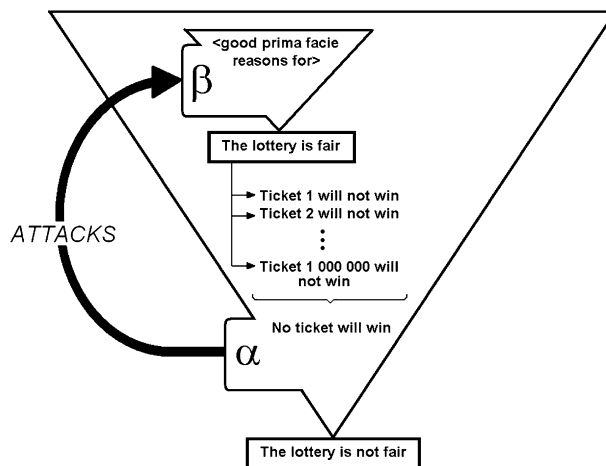 <good prima facie
reasons for>
β
The lottery is fair
Ticket 1 will not win
Ticket 2 will not win
⋮
Ticket 1 000 000 will
not win
ATTACKS
No ticket will win
α
The lottery is not fair